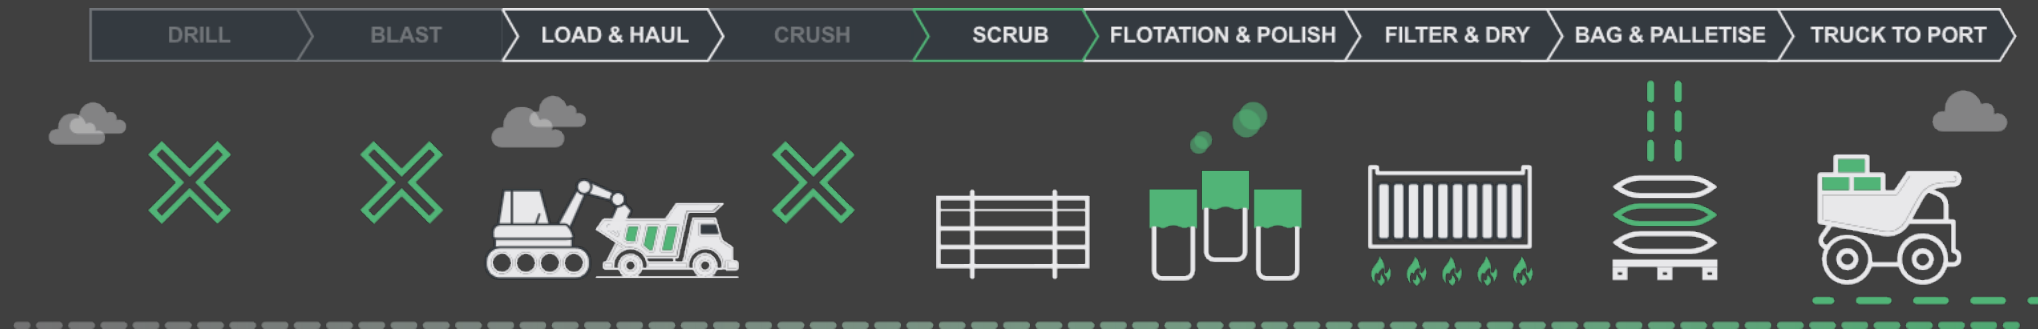 DRILL BLAST LOAD & HAUL CRUSH SCRUB FLOTATION & POLISH FILTER & DRY BAG & PALLETISE TRUCK TO PORT